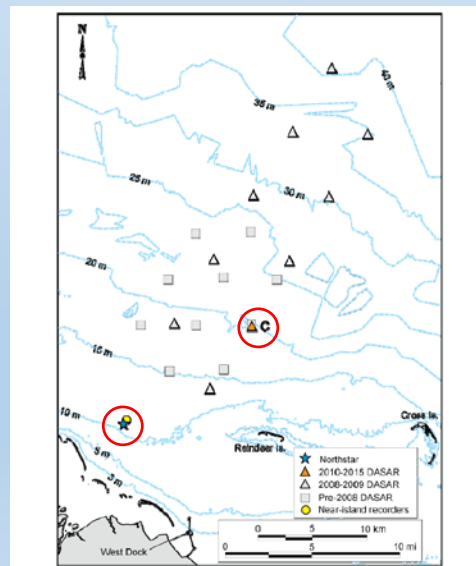 N
40 m
35 m
30 m
25 m
20 m
C
15 m
10 m
Cross Is.
Reindeer Is.
5 m
Northstar
2010-2015 DASAR
2008-2009 DASAR
Pre-2008 DASAR
Near-island recorders
0 5 10 km
0 5 10 mi
West Dock